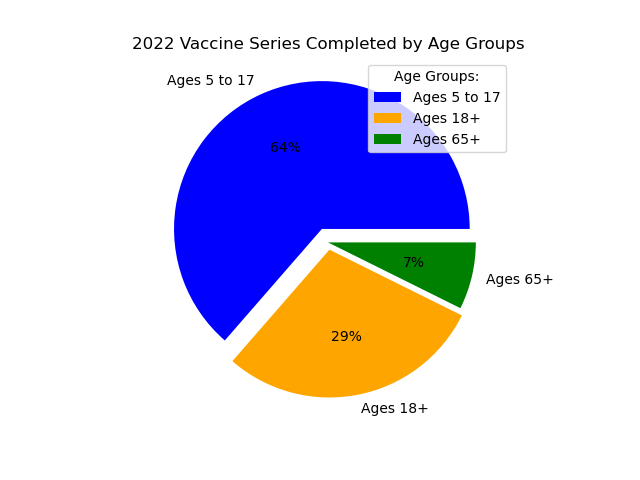 2022 Vaccine Series Completed by Age Groups
Ages 5 to 17
Age Groups:
Ages 5 to 17
Ages 18+
Ages 65+
64%
7%
Ages 65+
29%
Ages 18+